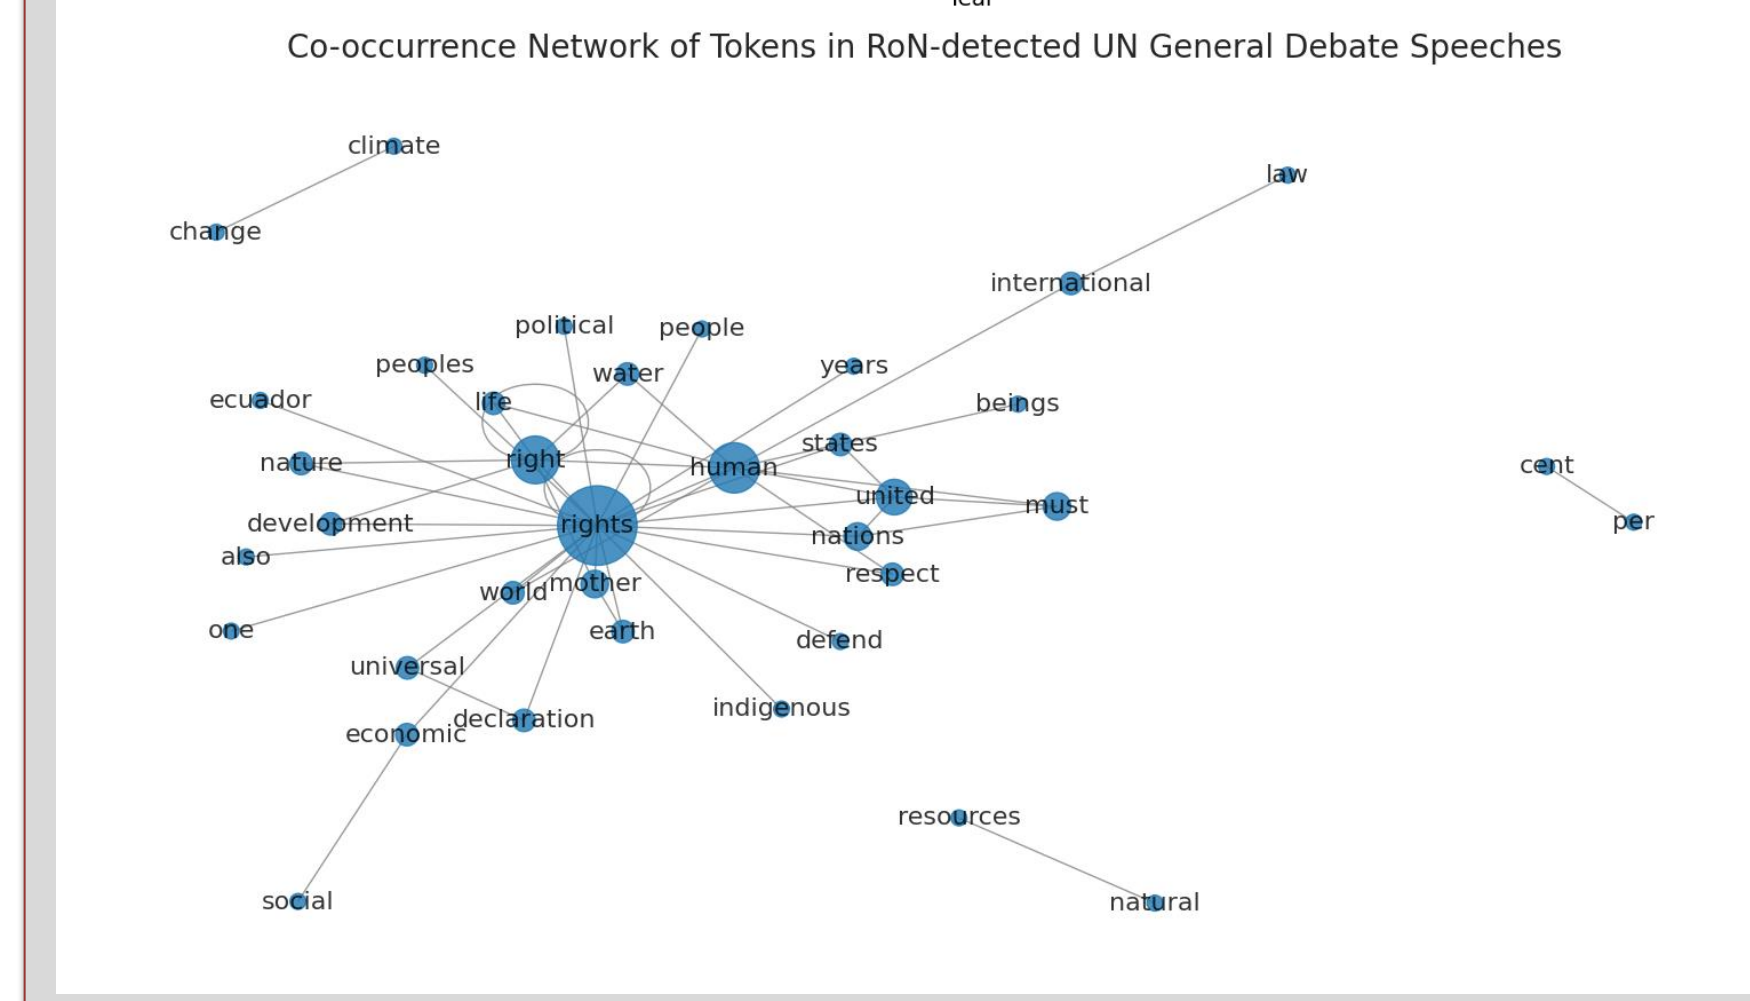 Year
Co-occurrence Network of Tokens in RoN-detected UN General Debate Speeches
climate
law
change
international
political
people
peoples
years
water
ecuador
life
beings
states
nature
right
human
cent
united
must
development
rights
per
nations
also
respect
world
mother
one
earth
defend
universal
indigenous
declaration
economic
resources
social
natural